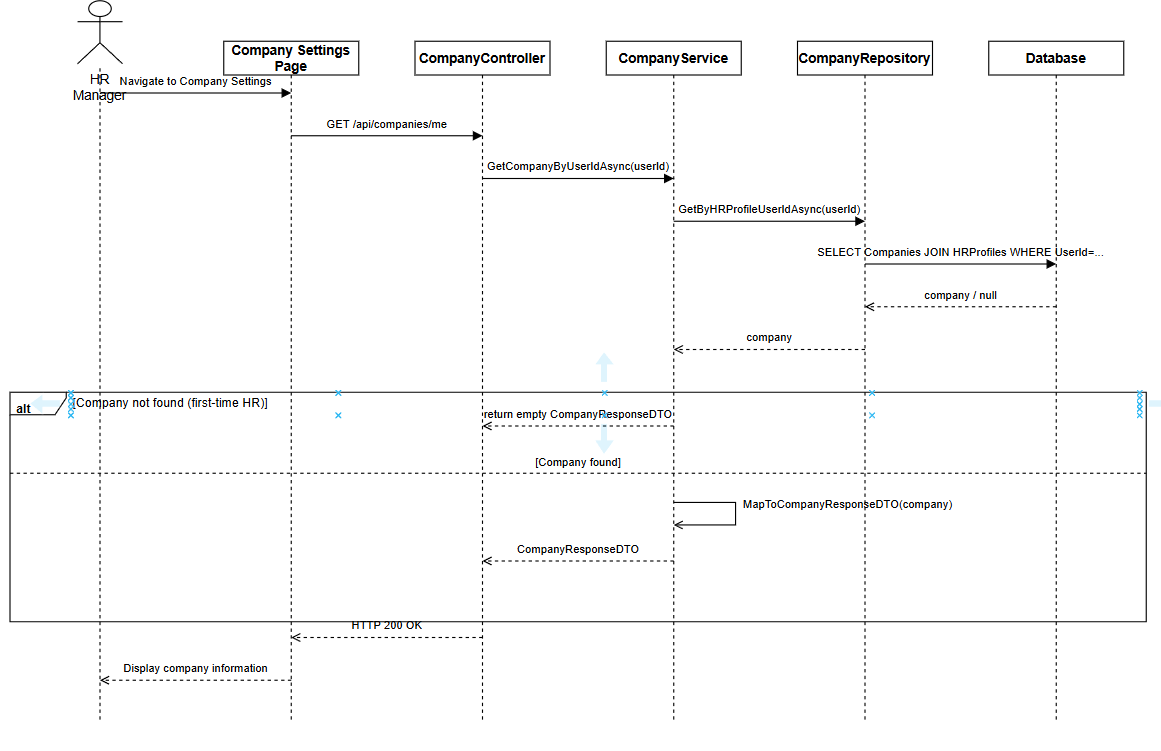 Company Settings
Page
CompanyController
CompanyService
CompanyRepository
Database
HR
Manager
Navigate to Company Settings
GET /api/companies/me
GetCompanyByUserIdAsync(userId)
GetByHRProfileUserIdAsync(userId)
SELECT Companies JOIN HRProfiles WHERE UserId=...
company / null
company
alt
[Company not found (first-time HR)]
return empty CompanyResponseDTO
[Company found]
MapToCompanyResponseDTO(company)
CompanyResponseDTO
HTTP 200 OK
Display company information